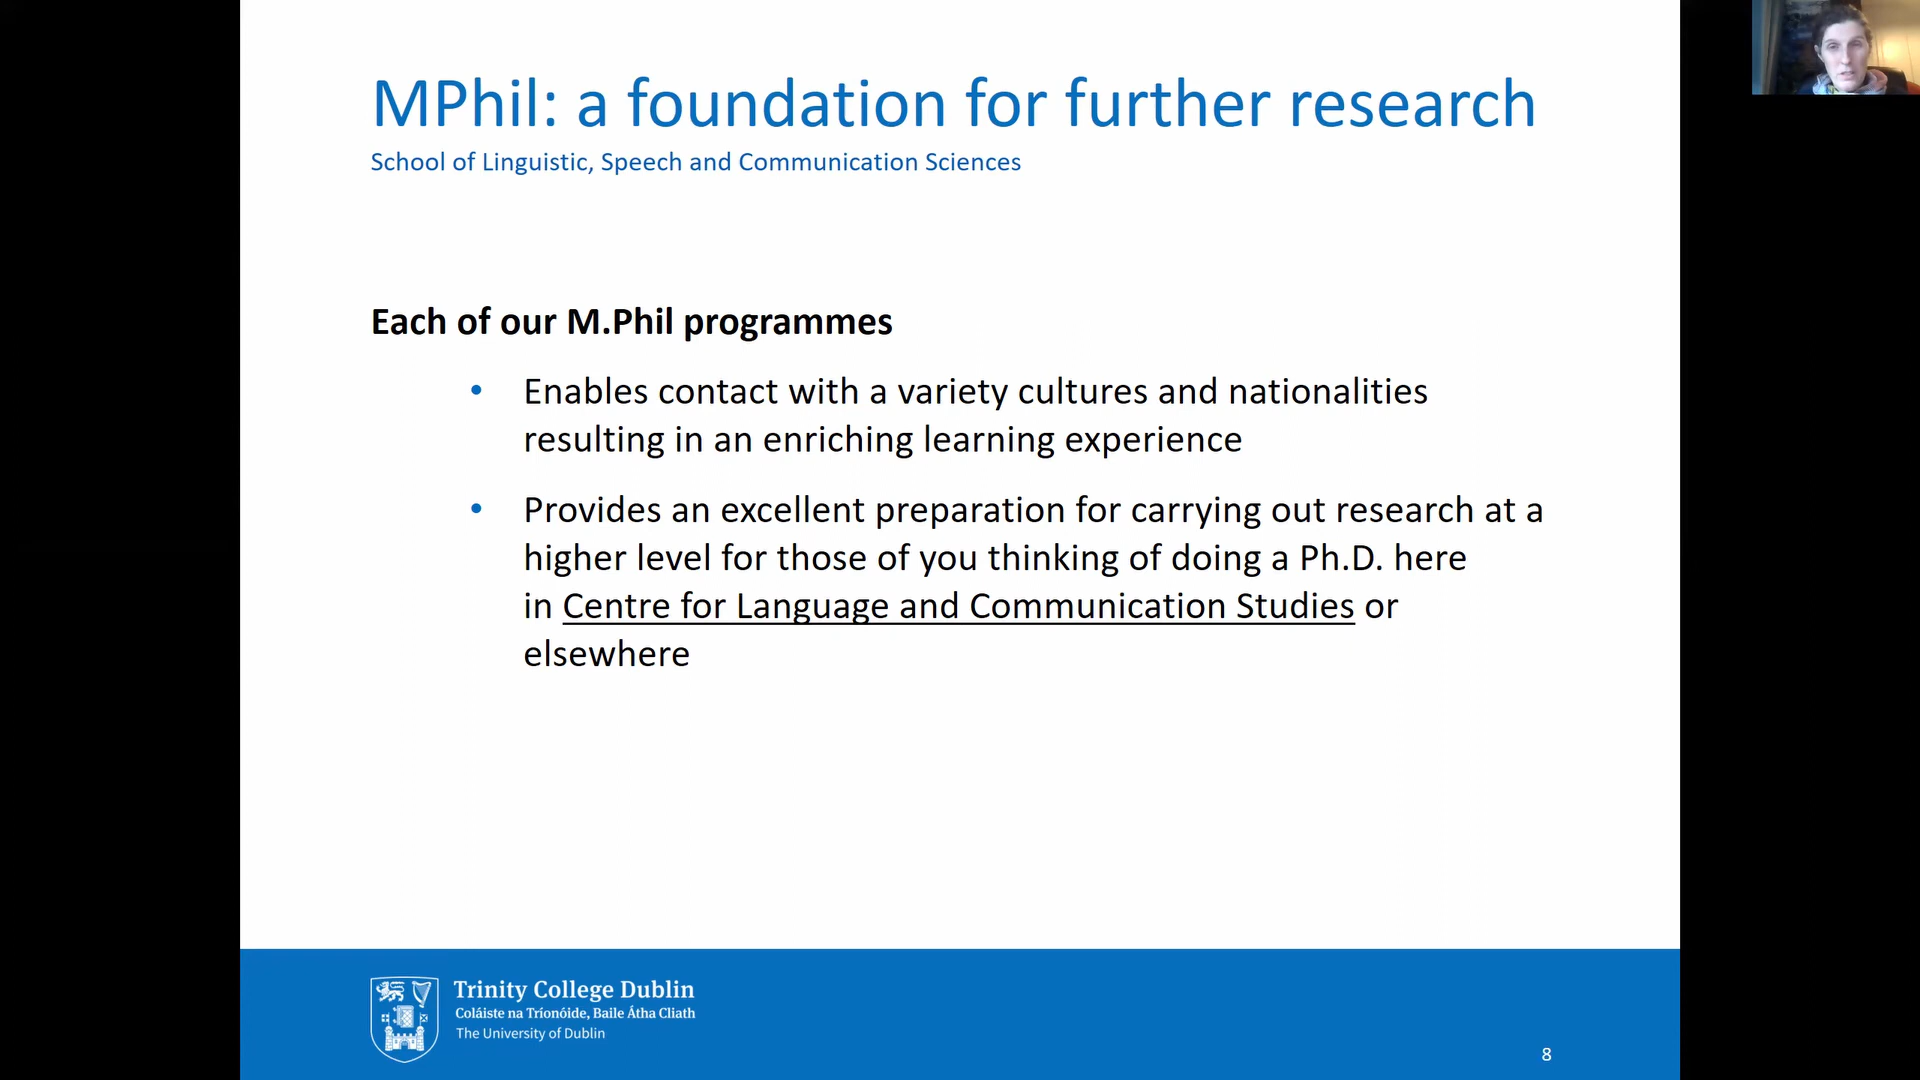 MPhil: a foundation for further research
School of Linguistic, Speech and Communication Sciences
Each of our M.Phil programmes
• Enables contact with a variety cultures and nationalities
resulting in an enriching learning experience
• Provides an excellent preparation for carrying out research at a
higher level for those of you thinking of doing a Ph.D. here
in Centre for Language and Communication Studies or
elsewhere
Trinity College Dublin
Coláiste na Tríonóide, Baile Átha Cliath
The University of Dublin
8